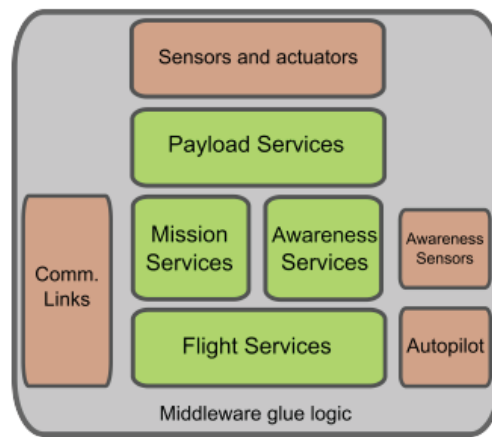 Sensors and actuators
Payload Services
Mission
Services
Awareness
Services
Awareness
Sensors
Comm.
Links
Flight Services
Autopilot
Middleware glue logic